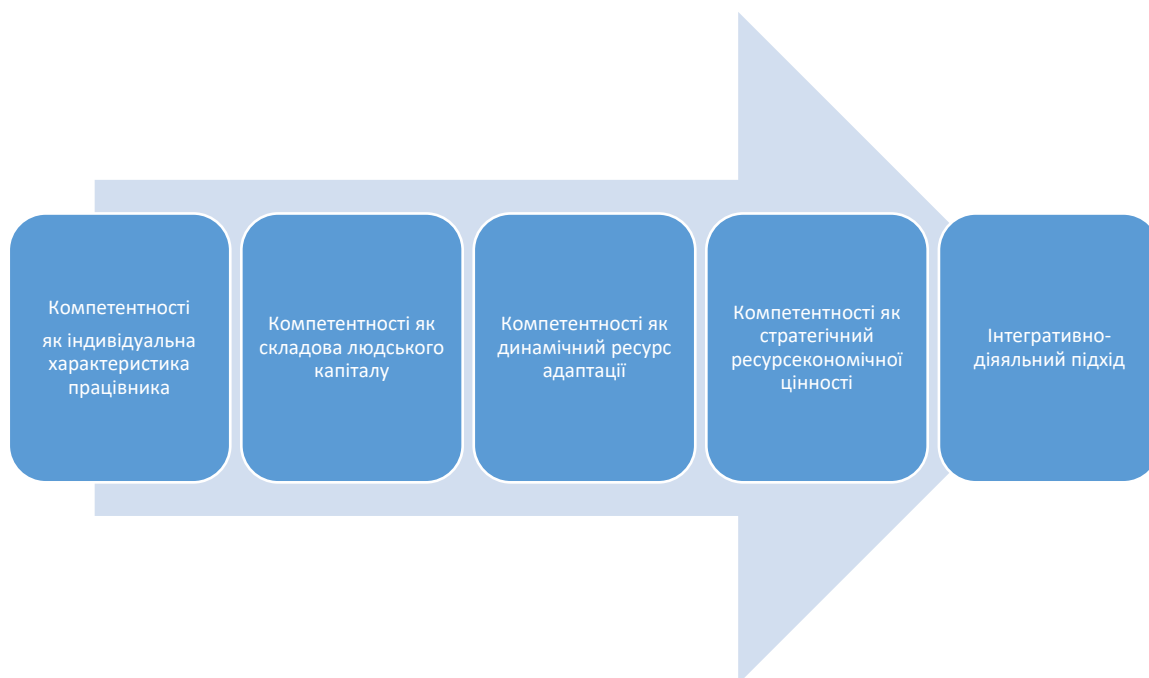 Компетентності
як індивідуальна
характеристика
працівника
Компетентності як
складова людського
капіталу
Компетентності як
динамічний ресурс
адаптації
Компетентності як
стратегічний
ресурсекономічної
цінності
Інтегративно-
діяяльний підхід